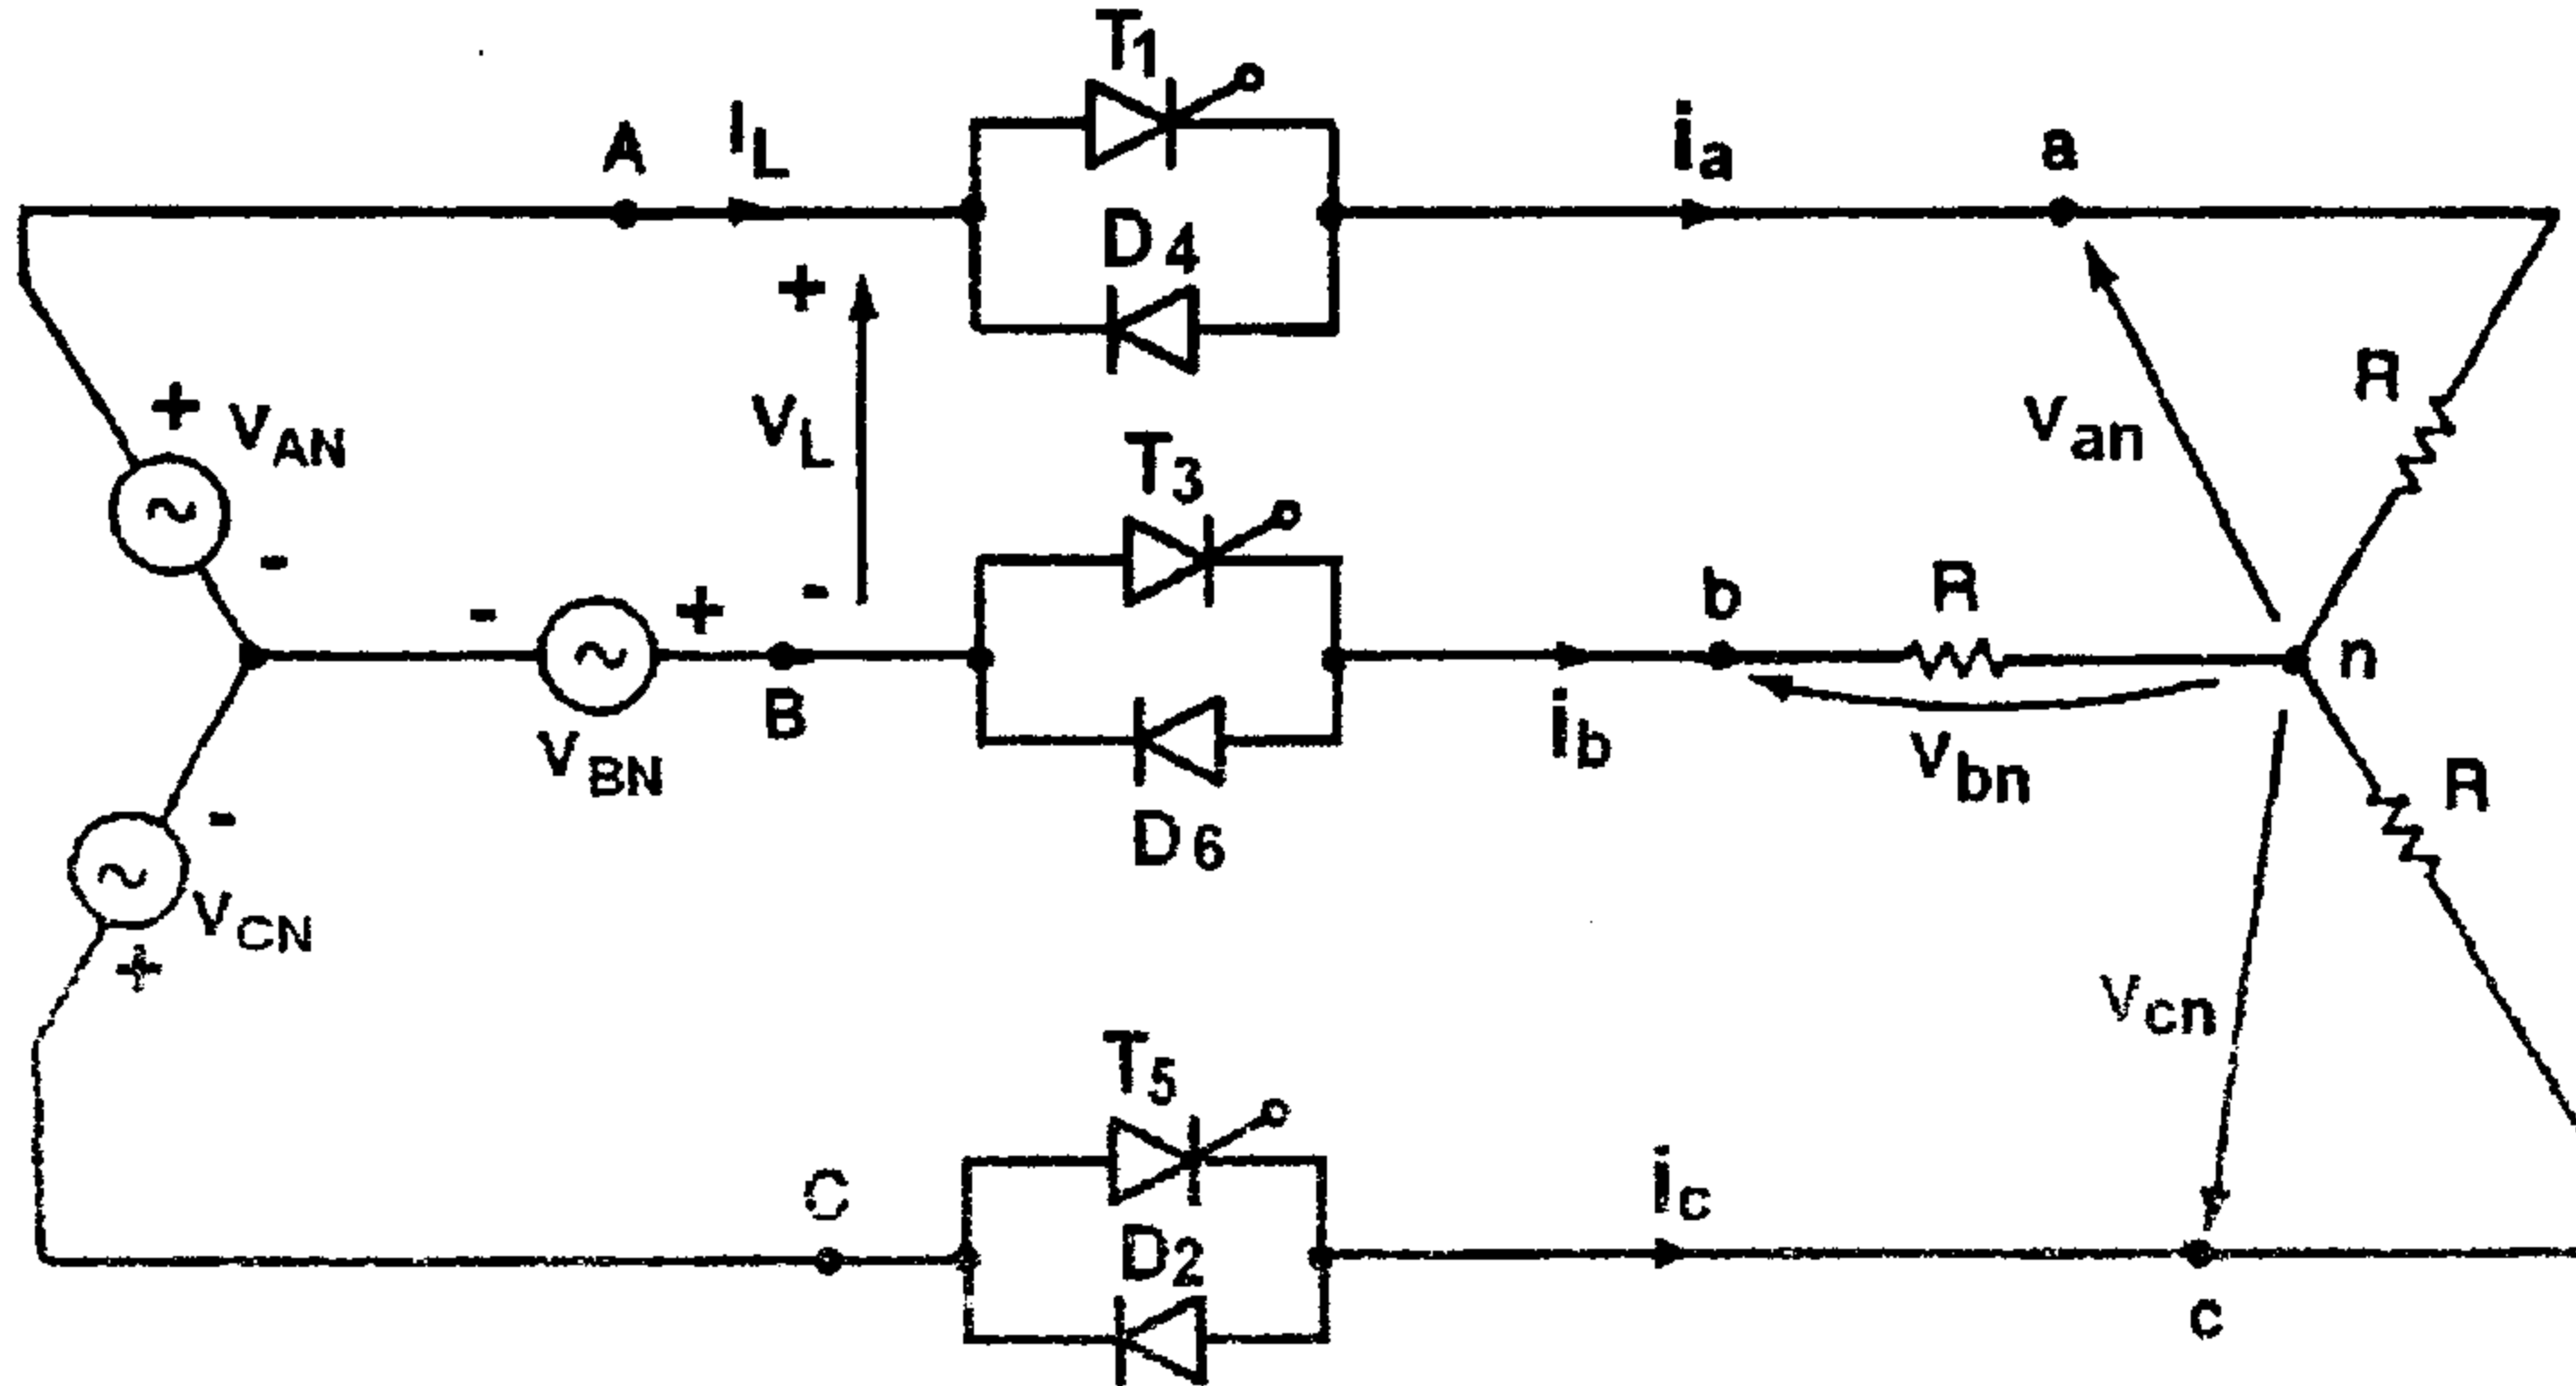 T1
A IL ia a
D4
+
VL
-
+ VAN
-
R
Van
T3
- + B
VBN
b R n
ib Vbn
D6
R
-
VCN
+
Vcn
T5
C ic
D2
c